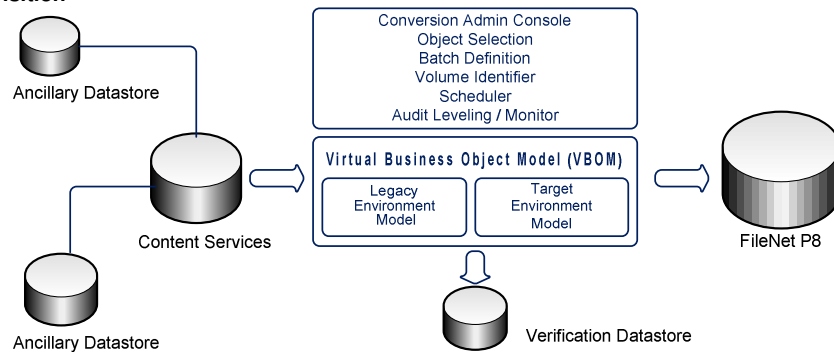 Conversion Admin Console
Object Selection
Batch Definition
Volume Identifier
Scheduler
Audit Leveling / Monitor
Ancillary Datastore
Virtual Business Object Model (VBOM)
Legacy
Environment
Model
Target
Environment
Model
Content Services
FileNet P8
Ancillary Datastore
Verification Datastore